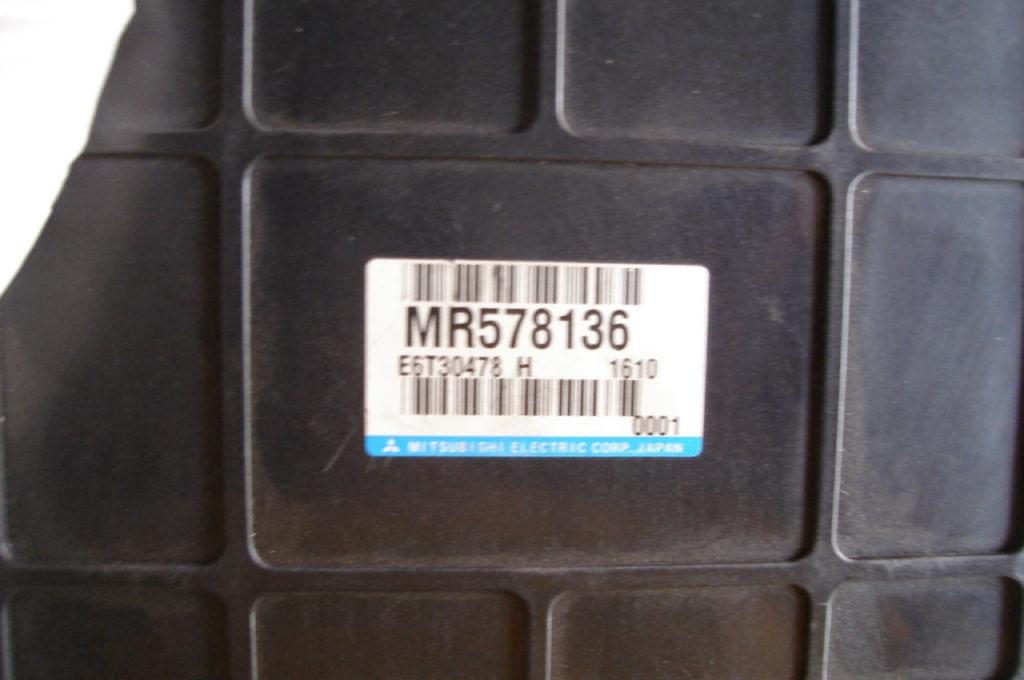 MR578136
E6T30478 H 1610
0001
MITSUBISHI ELECTRIC CORP. JAPAN